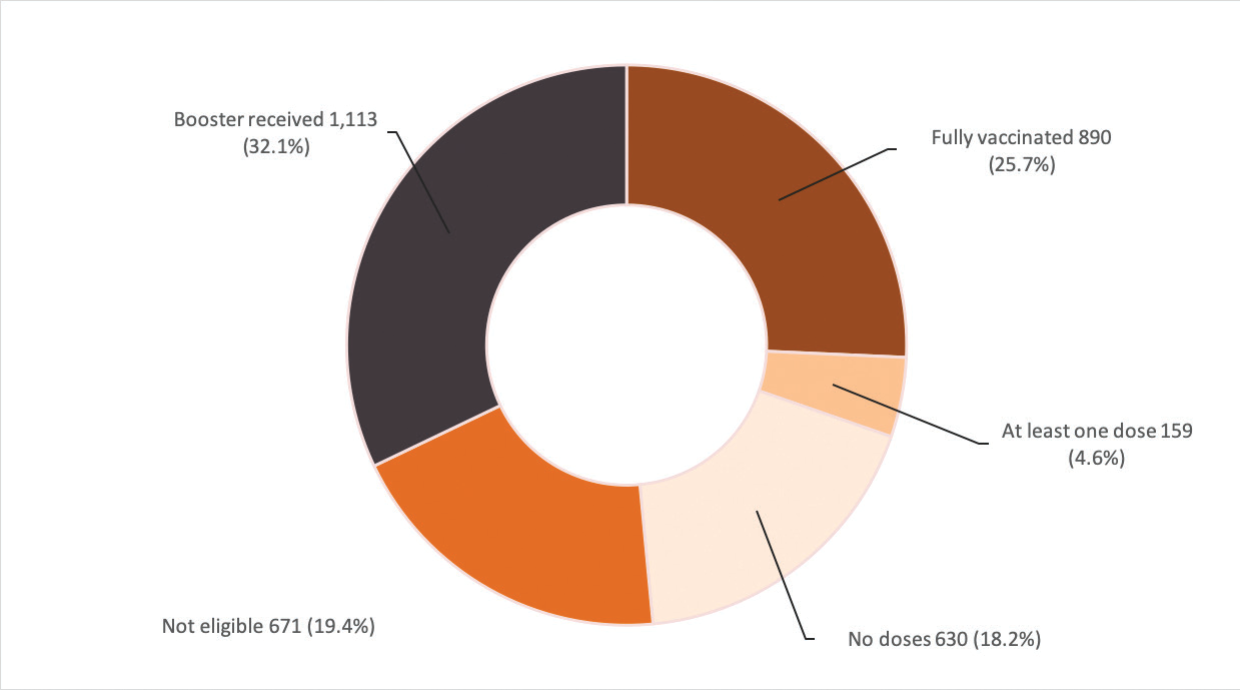 Booster received 1,113
(32.1%)
Fully vaccinated 890
(25.7%)
At least one dose 159
(4.6%)
Not eligible 671 (19.4%)
No doses 630 (18.2%)